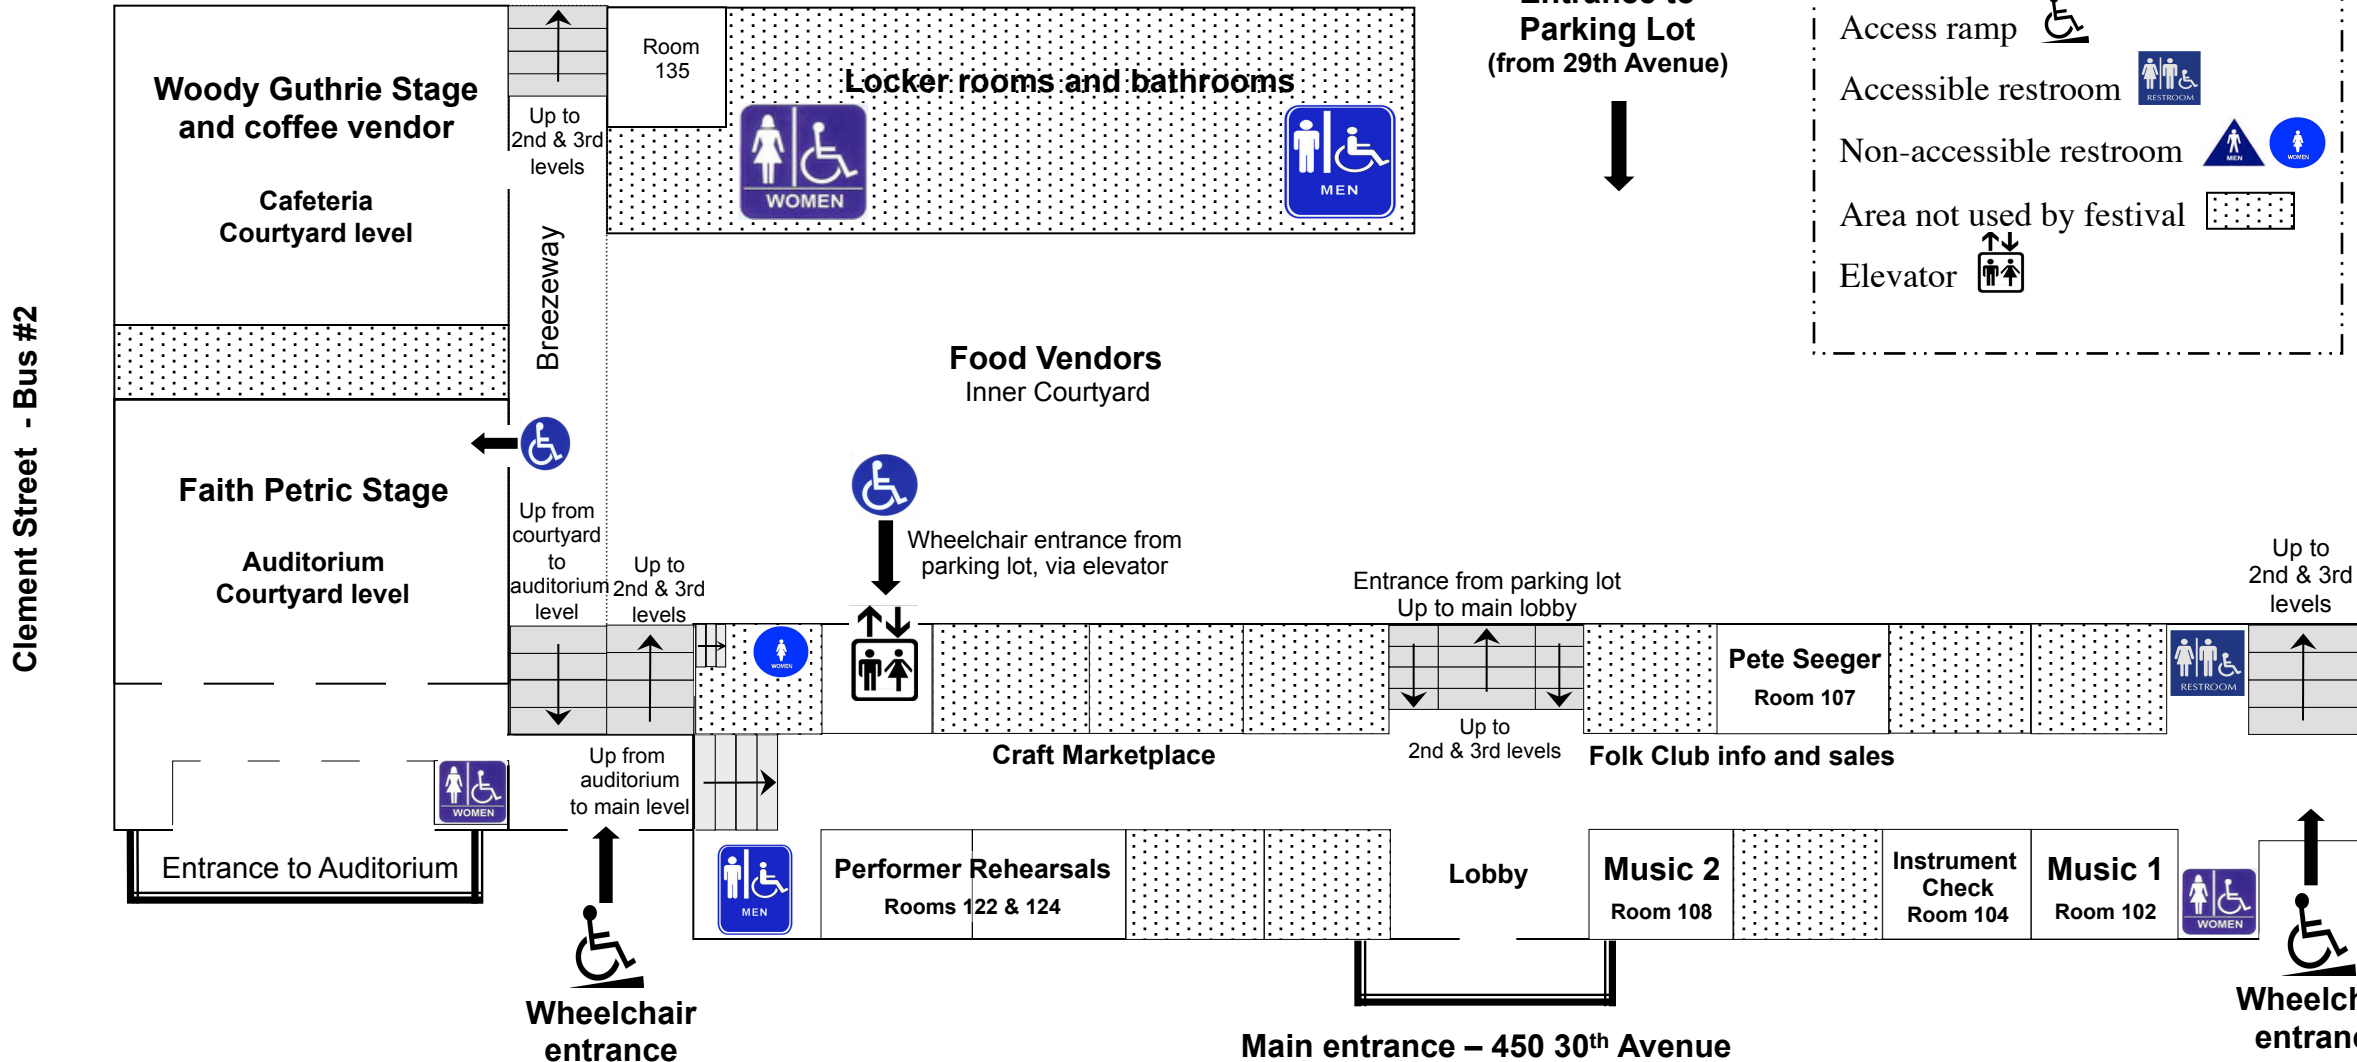 Entrance to
Parking Lot
(from 29th Avenue)
Access ramp
Accessible restroom
RESTROOM
Non-accessible restroom
MEN
WOMEN
Area not used by festival
Elevator
Woody Guthrie Stage
and coffee vendor
Cafeteria
Courtyard level
Up to
2nd & 3rd
levels
Room
135
Locker rooms and bathrooms
WOMEN
MEN
Breezeway
Clement Street - Bus #2
Food Vendors
Inner Courtyard
Faith Petric Stage
Auditorium
Courtyard level
Up from
courtyard
to
auditorium
level
Up to
2nd & 3rd
levels
Wheelchair entrance from
parking lot, via elevator
Entrance from parking lot
Up to main lobby
Up to
2nd & 3rd
levels
WOMEN
Pete Seeger
Room 107
RESTROOM
Up to
2nd & 3rd levels
Craft Marketplace
Folk Club info and sales
Up from
auditorium
to main level
WOMEN
Entrance to Auditorium
MEN
Performer Rehearsals
Rooms 122 & 124
Lobby
Music 2
Room 108
Instrument
Check
Room 104
Music 1
Room 102
WOMEN
Wheelchair
entrance
Main entrance – 450 30th Avenue
Wheelch
entranc